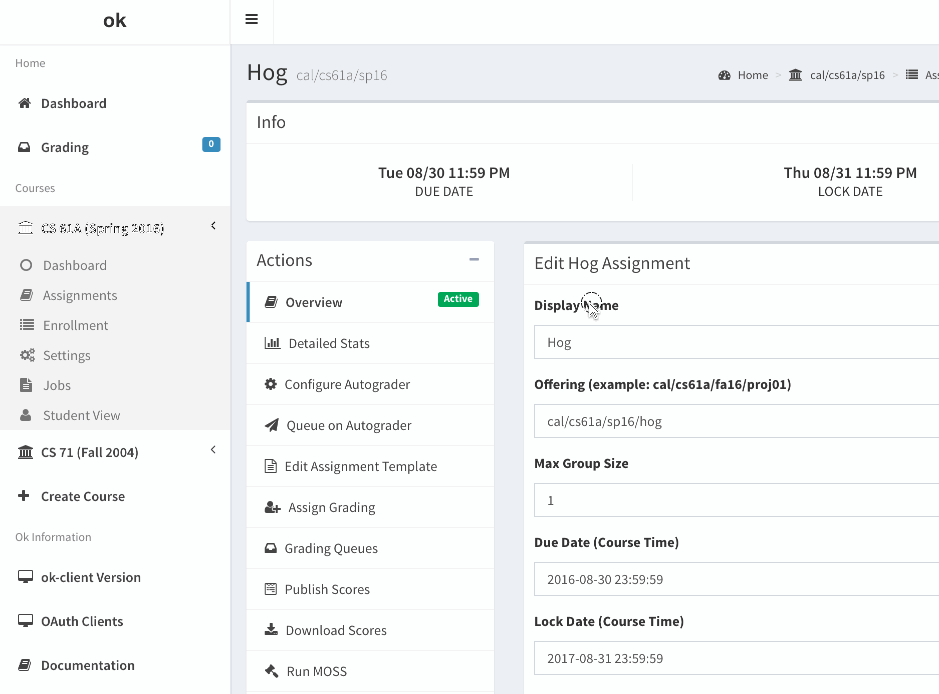 ok
Home
Dashboard
Grading 0
Courses
CS 61A (Spring 2016)
Dashboard
Assignments
Enrollment
Settings
Jobs
Student View
CS 71 (Fall 2004)
Create Course
Ok Information
ok-client Version
OAuth Clients
Documentation
Hog cal/cs61a/sp16
Home > cal/cs61a/sp16 > Ass
Info
Tue 08/30 11:59 PM
DUE DATE
Thu 08/31 11:59 PM
LOCK DATE
Actions
Overview Active
Detailed Stats
Configure Autograder
Queue on Autograder
Edit Assignment Template
Assign Grading
Grading Queues
Publish Scores
Download Scores
Run MOSS
Edit Hog Assignment
Display Name
Hog
Offering (example: cal/cs61a/fa16/proj01)
cal/cs61a/sp16/hog
Max Group Size
1
Due Date (Course Time)
2016-08-30 23:59:59
Lock Date (Course Time)
2017-08-31 23:59:59